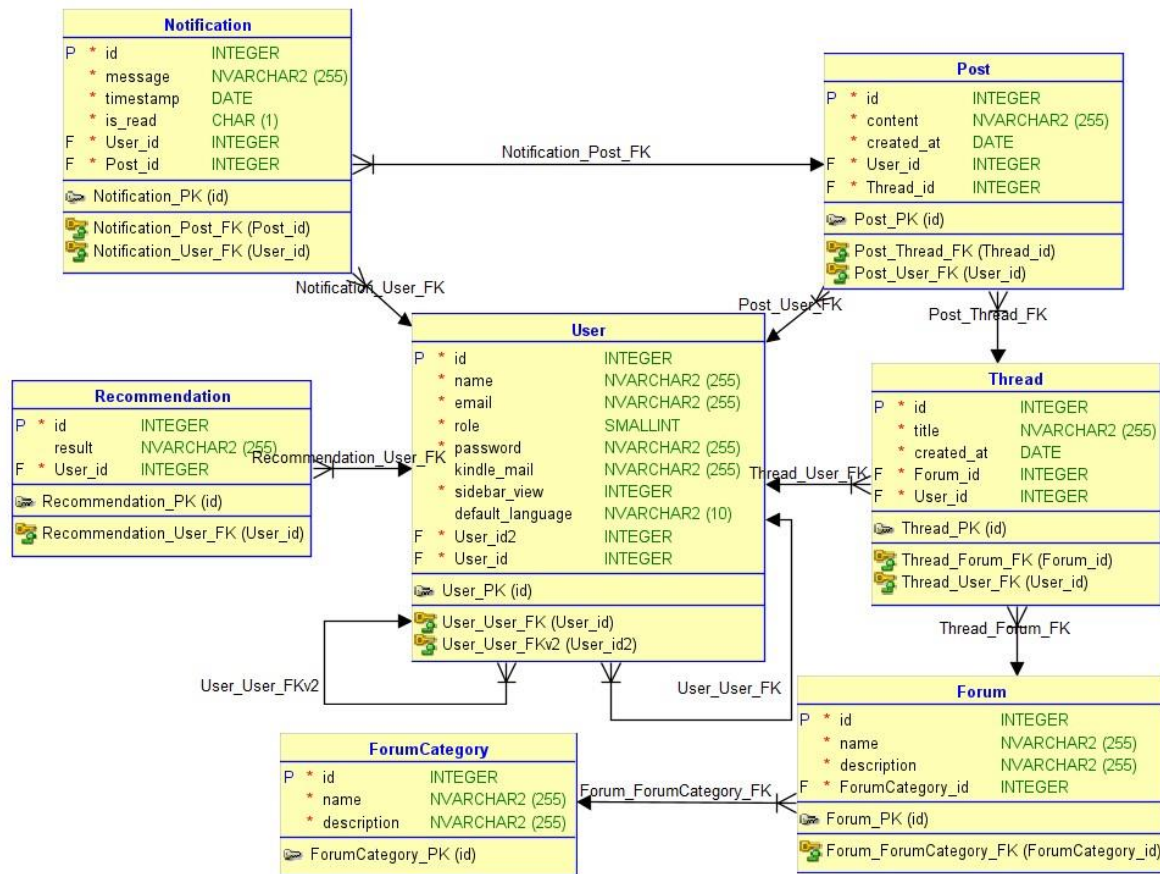 Notification
P * id INTEGER
* message NVARCHAR2 (255)
* timestamp DATE
* is_read CHAR (1)
F * User_id INTEGER
F * Post_id INTEGER
Notification_PK (id)
Notification_Post_FK (Post_id)
Notification_User_FK (User_id)
Notification_Post_FK
Post
P * id INTEGER
* content NVARCHAR2 (255)
* created_at DATE
F * User_id INTEGER
F * Thread_id INTEGER
Post_PK (id)
Post_Thread_FK (Thread_id)
Post_User_FK (User_id)
Notification_User_FK
Post_User_FK
Post_Thread_FK
User
P * id INTEGER
* name NVARCHAR2 (255)
* email NVARCHAR2 (255)
* role SMALLINT
* password NVARCHAR2 (255)
kindle_mail NVARCHAR2 (255)
* sidebar_view INTEGER
default_language NVARCHAR2 (10)
F * User_id2 INTEGER
F * User_id INTEGER
User_PK (id)
User_User_FK (User_id)
User_User_FKv2 (User_id2)
Recommendation
P * id INTEGER
result NVARCHAR2 (255)
F * User_id INTEGER
Recommendation_PK (id)
Recommendation_User_FK (User_id)
Recommendation_User_FK
Thread_User_FK
Thread
P * id INTEGER
* title NVARCHAR2 (255)
* created_at DATE
F * Forum_id INTEGER
F * User_id INTEGER
Thread_PK (id)
Thread_Forum_FK (Forum_id)
Thread_User_FK (User_id)
Thread_Forum_FK
User_User_FKv2
User_User_FK
Forum
P * id INTEGER
* name NVARCHAR2 (255)
* description NVARCHAR2 (255)
F * ForumCategory_id INTEGER
Forum_PK (id)
Forum_ForumCategory_FK (ForumCategory_id)
Forum_ForumCategory_FK
ForumCategory
P * id INTEGER
* name NVARCHAR2 (255)
* description NVARCHAR2 (255)
ForumCategory_PK (id)